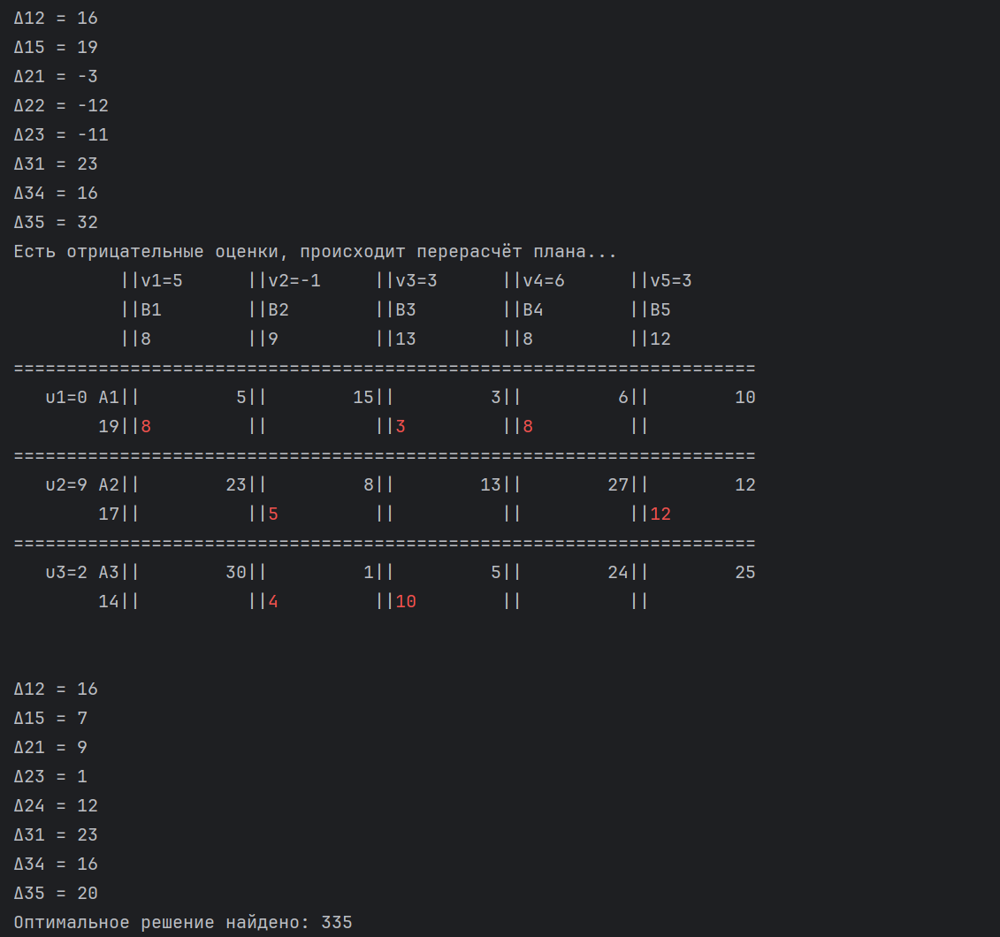 Δ12 = 16
Δ15 = 19
Δ21 = -3
Δ22 = -12
Δ23 = -11
Δ31 = 23
Δ34 = 16
Δ35 = 32
Есть отрицательные оценки, происходит перерасчёт плана...
          ||v1=5      ||v2=-1     ||v3=3      ||v4=6      ||v5=3
          ||B1        ||B2        ||B3        ||B4        ||B5
          ||8         ||9         ||13        ||8         ||12
======================================================================
   u1=0 A1||         5||        15||         3||         6||        10
        19||8         ||          ||3         ||8         ||
======================================================================
   u2=9 A2||        23||         8||        13||        27||        12
        17||          ||5         ||          ||          ||12
======================================================================
   u3=2 A3||        30||         1||         5||        24||        25
        14||          ||4         ||10        ||          ||
Δ12 = 16
Δ15 = 7
Δ21 = 9
Δ23 = 1
Δ24 = 12
Δ31 = 23
Δ34 = 16
Δ35 = 20
Оптимальное решение найдено: 335